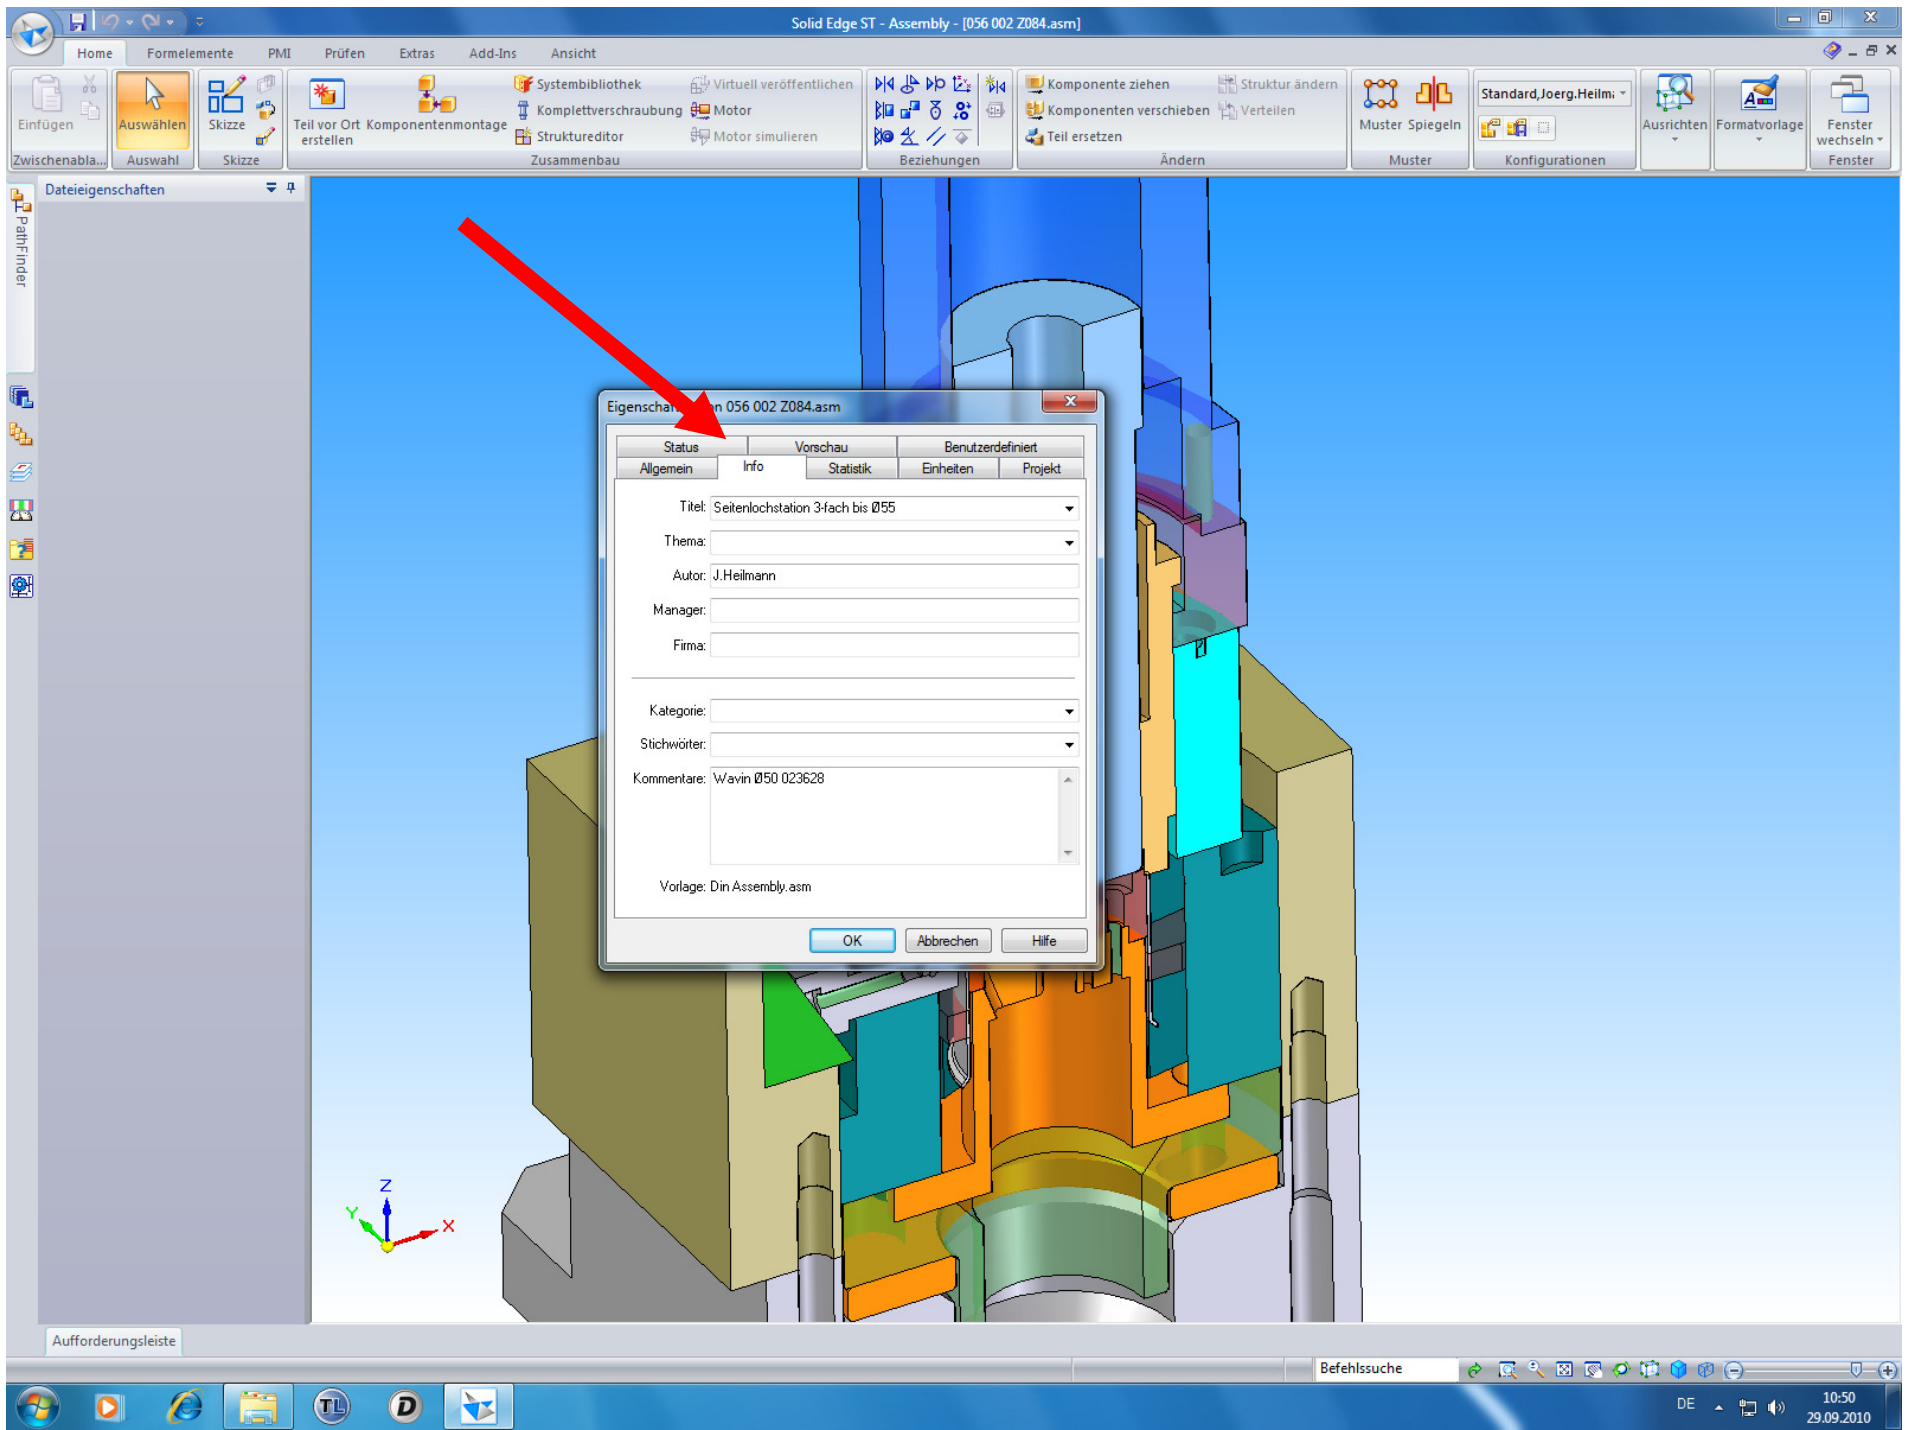 Solid Edge ST - Assembly - [056 002 Z084.asm]
Home Formelemente PMI Prüfen Extras Add-Ins Ansicht
Einfügen
Zwischenabla...
Auswählen
Auswahl
Skizze
Skizze
Teil vor Ort erstellen
Komponentenmontage
Systembibliothek
Komplettverschraubung
Struktureditor
Virtuell veröffentlichen
Motor
Motor simulieren
Zusammenbau
Beziehungen
Komponente ziehen
Komponenten verschieben
Teil ersetzen
Struktur ändern
Verteilen
Ändern
Muster Spiegeln
Muster
Standard,Joerg.Heilm
Konfigurationen
Ausrichten
Formatvorlage
Fenster wechseln
Fenster
Dateieigenschaften
PathFinder
Eigenscha
on 056 002 Z084.asm
Status Vorschau Benutzerdefiniert
Allgemein Info Statistik Einheiten Projekt
Titel: Seitenlochstation 3-fach bis Ø55
Thema:
Autor: J.Heilmann
Manager:
Firma:
Kategorie:
Stichwörter:
Kommentare: Wavin Ø50 023628
Vorlage: Din Assembly.asm
OK Abbrechen Hilfe
Z
Y
X
Aufforderungsleiste
Befehlssuche
TL
D
DE
10:50
29.09.2010